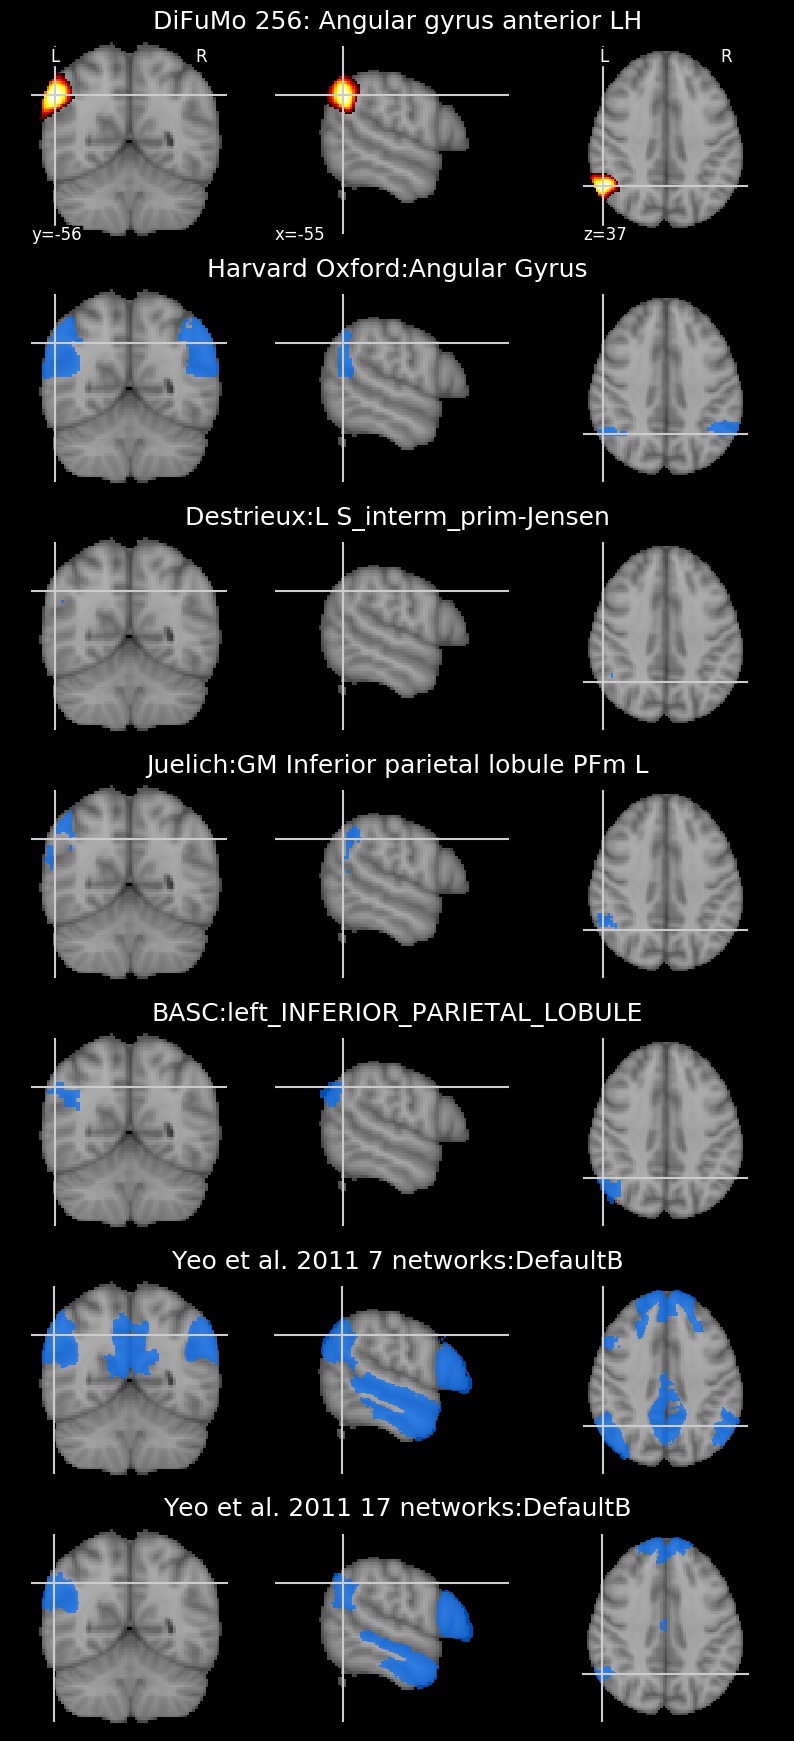 DiFuMo 256: Angular gyrus anterior LH
L R L R
y=-56 x=-55 z=37
Harvard Oxford:Angular Gyrus
Destrieux:L S_interm_prim-Jensen
Juelich:GM Inferior parietal lobule PFm L
BASC:left_INFERIOR_PARIETAL_LOBULE
Yeo et al. 2011 7 networks:DefaultB
Yeo et al. 2011 17 networks:DefaultB